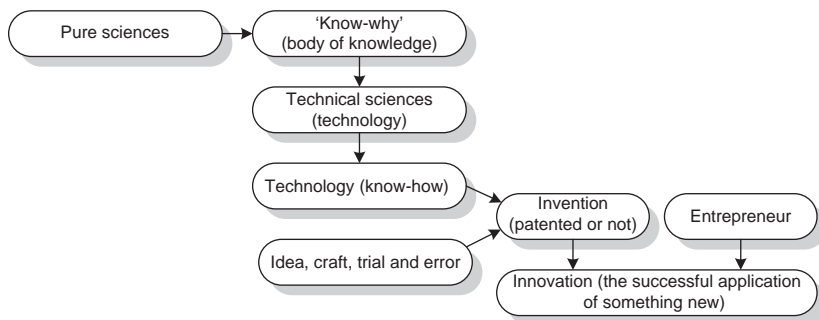 Pure sciences
‘Know-why’
(body of knowledge)
Technical sciences
(technology)
Technology (know-how)
Invention
(patented or not)
Entrepreneur
Idea, craft, trial and error
Innovation (the successful application
of something new)